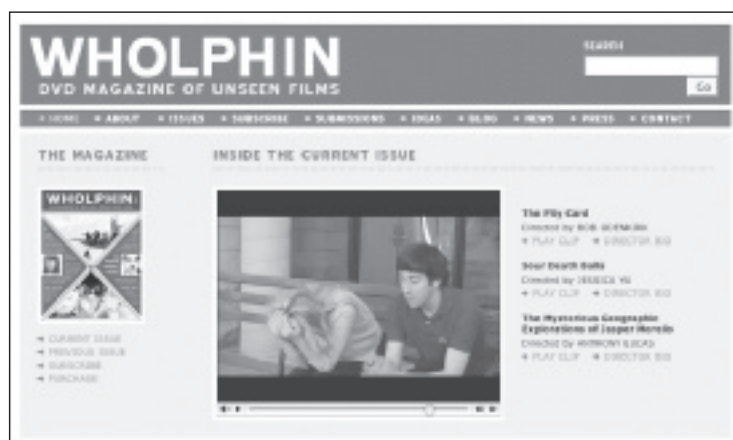 WHOLPHIN
DVD MAGAZINE OF UNSEEN FILMS
SEARCH
Go
HOME ABOUT ISSUES SUBSCRIBE SUBMISSIONS IDEAS BLOG NEWS PRESS CONTACT
THE MAGAZINE
INSIDE THE CURRENT ISSUE
WHOLPHIN
CURRENT ISSUE
PREVIOUS ISSUE
SUBSCRIBE
PURCHASE
The Pity Card
Directed by BOB ODENKIRK
PLAY CLIP DIRECTOR BIO
Sour Death Balls
Directed by JESSICA YU
PLAY CLIP DIRECTOR BIO
The Mysterious Geographic
Explorations of Jasper Morello
Directed by ANTHONY LUCAS
PLAY CLIP DIRECTOR BIO